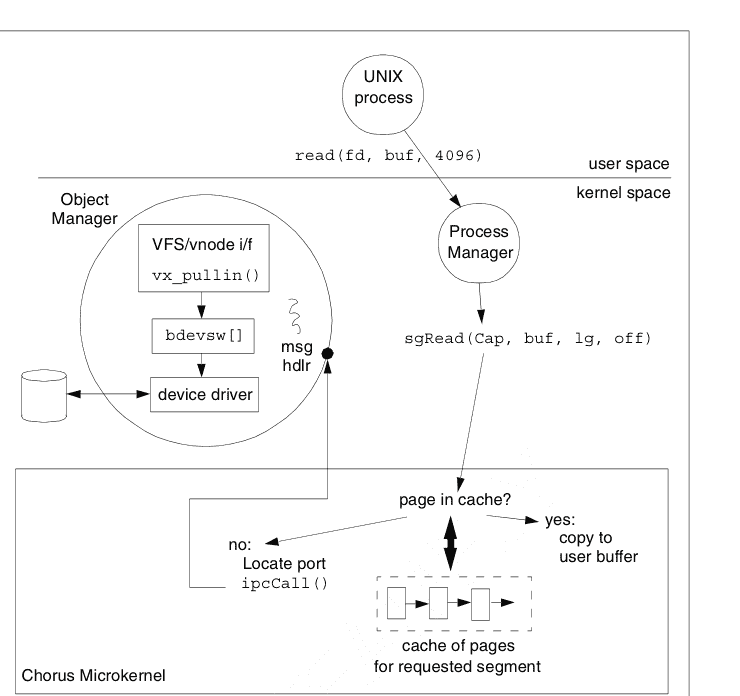 UNIX
process
read(fd, buf, 4096)
user space
kernel space
Object
Manager
VFS/vnode i/f
vx_pullin()
bdevsw[]
device driver
msg
hdlr
Process
Manager
sgRead(Cap, buf, lg, off)
page in cache?
yes:
copy to
user buffer
no:
Locate port
ipcCall()
cache of pages
for requested segment
Chorus Microkernel